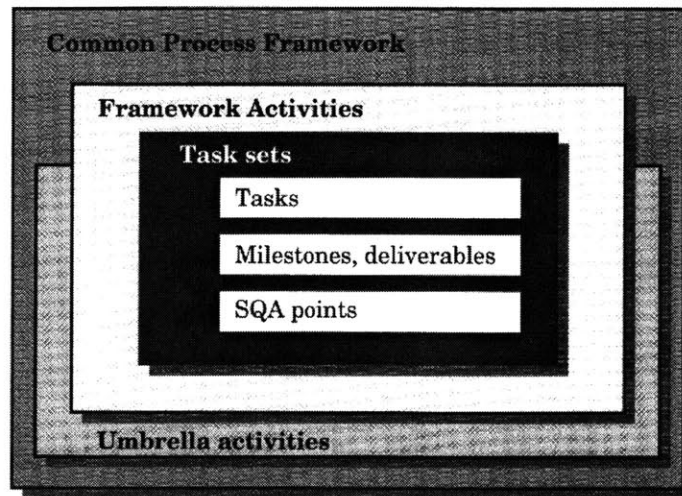 Common Process Framework
Framework Activities
Task sets
Tasks
Milestones, deliverables
SQA points
Umbrella activities